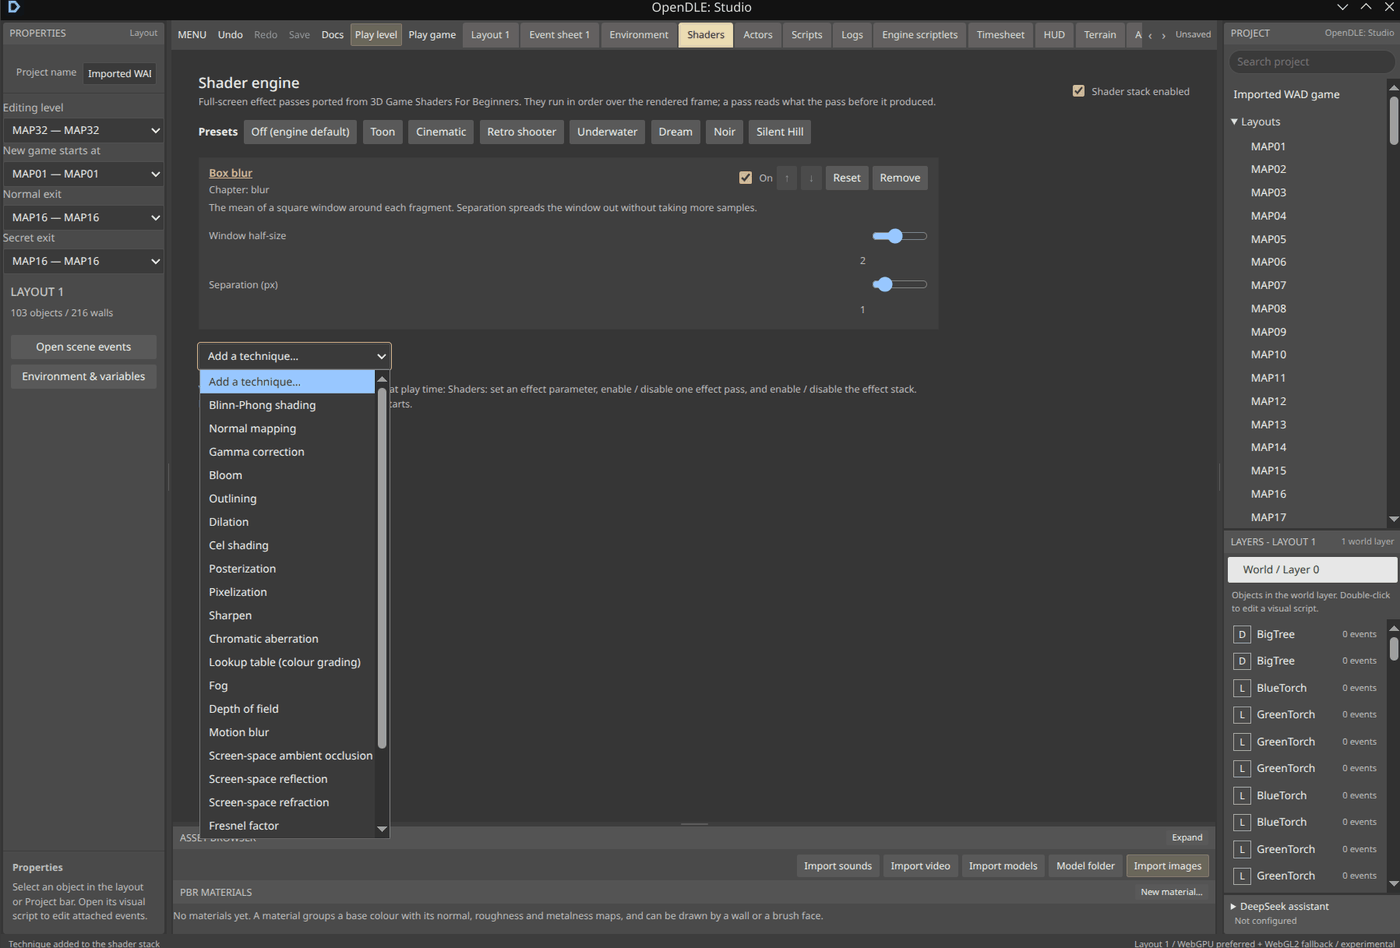 OpenDLE: Studio
PROPERTIES Layout
Project name Imported WAI
Editing level
MAP32 — MAP32
New game starts at
MAP01 — MAP01
Normal exit
MAP16 — MAP16
Secret exit
MAP16 — MAP16
LAYOUT 1
103 objects / 216 walls
Open scene events
Environment & variables
Properties
Select an object in the layout
or Project bar. Open its visual
script to edit attached events.
MENU Undo Redo Save Docs Play level Play game Layout 1 Event sheet 1 Environment Shaders Actors Scripts Logs Engine scriptlets Timesheet HUD Terrain A ‹ › Unsaved
Shader engine
Full-screen effect passes ported from 3D Game Shaders For Beginners. They run in order over the rendered frame; a pass reads what the pass before it produced.
Shader stack enabled
Presets Off (engine default) Toon Cinematic Retro shooter Underwater Dream Noir Silent Hill
Box blur
On ↑ ↓ Reset Remove
Chapter: blur
The mean of a square window around each fragment. Separation spreads the window out without taking more samples.
Window half-size
2
Separation (px)
1
Add a technique...
Add a technique...
at play time: Shaders: set an effect parameter, enable / disable one effect pass, and enable / disable the effect stack.
arts.
Blinn-Phong shading
Normal mapping
Gamma correction
Bloom
Outlining
Dilation
Cel shading
Posterization
Pixelization
Sharpen
Chromatic aberration
Lookup table (colour grading)
Fog
Depth of field
Motion blur
Screen-space ambient occlusion
Screen-space reflection
Screen-space refraction
Fresnel factor
ASSET BROWSER Expand
Import sounds Import video Import models Model folder Import images
PBR MATERIALS New material...
No materials yet. A material groups a base colour with its normal, roughness and metalness maps, and can be drawn by a wall or a brush face.
PROJECT OpenDLE: Studio
Search project
Imported WAD game
Layouts
MAP01
MAP02
MAP03
MAP04
MAP05
MAP06
MAP07
MAP08
MAP09
MAP10
MAP11
MAP12
MAP13
MAP14
MAP15
MAP16
MAP17
LAYERS - LAYOUT 1 1 world layer
World / Layer 0
Objects in the world layer. Double-click
to edit a visual script.
D BigTree 0 events
D BigTree 0 events
L BlueTorch 0 events
L GreenTorch 0 events
L GreenTorch 0 events
L GreenTorch 0 events
L BlueTorch 0 events
L BlueTorch 0 events
L GreenTorch 0 events
L GreenTorch 0 events
DeepSeek assistant
Not configured
Technique added to the shader stack
Layout 1 / WebGPU preferred + WebGL2 fallback / experimental